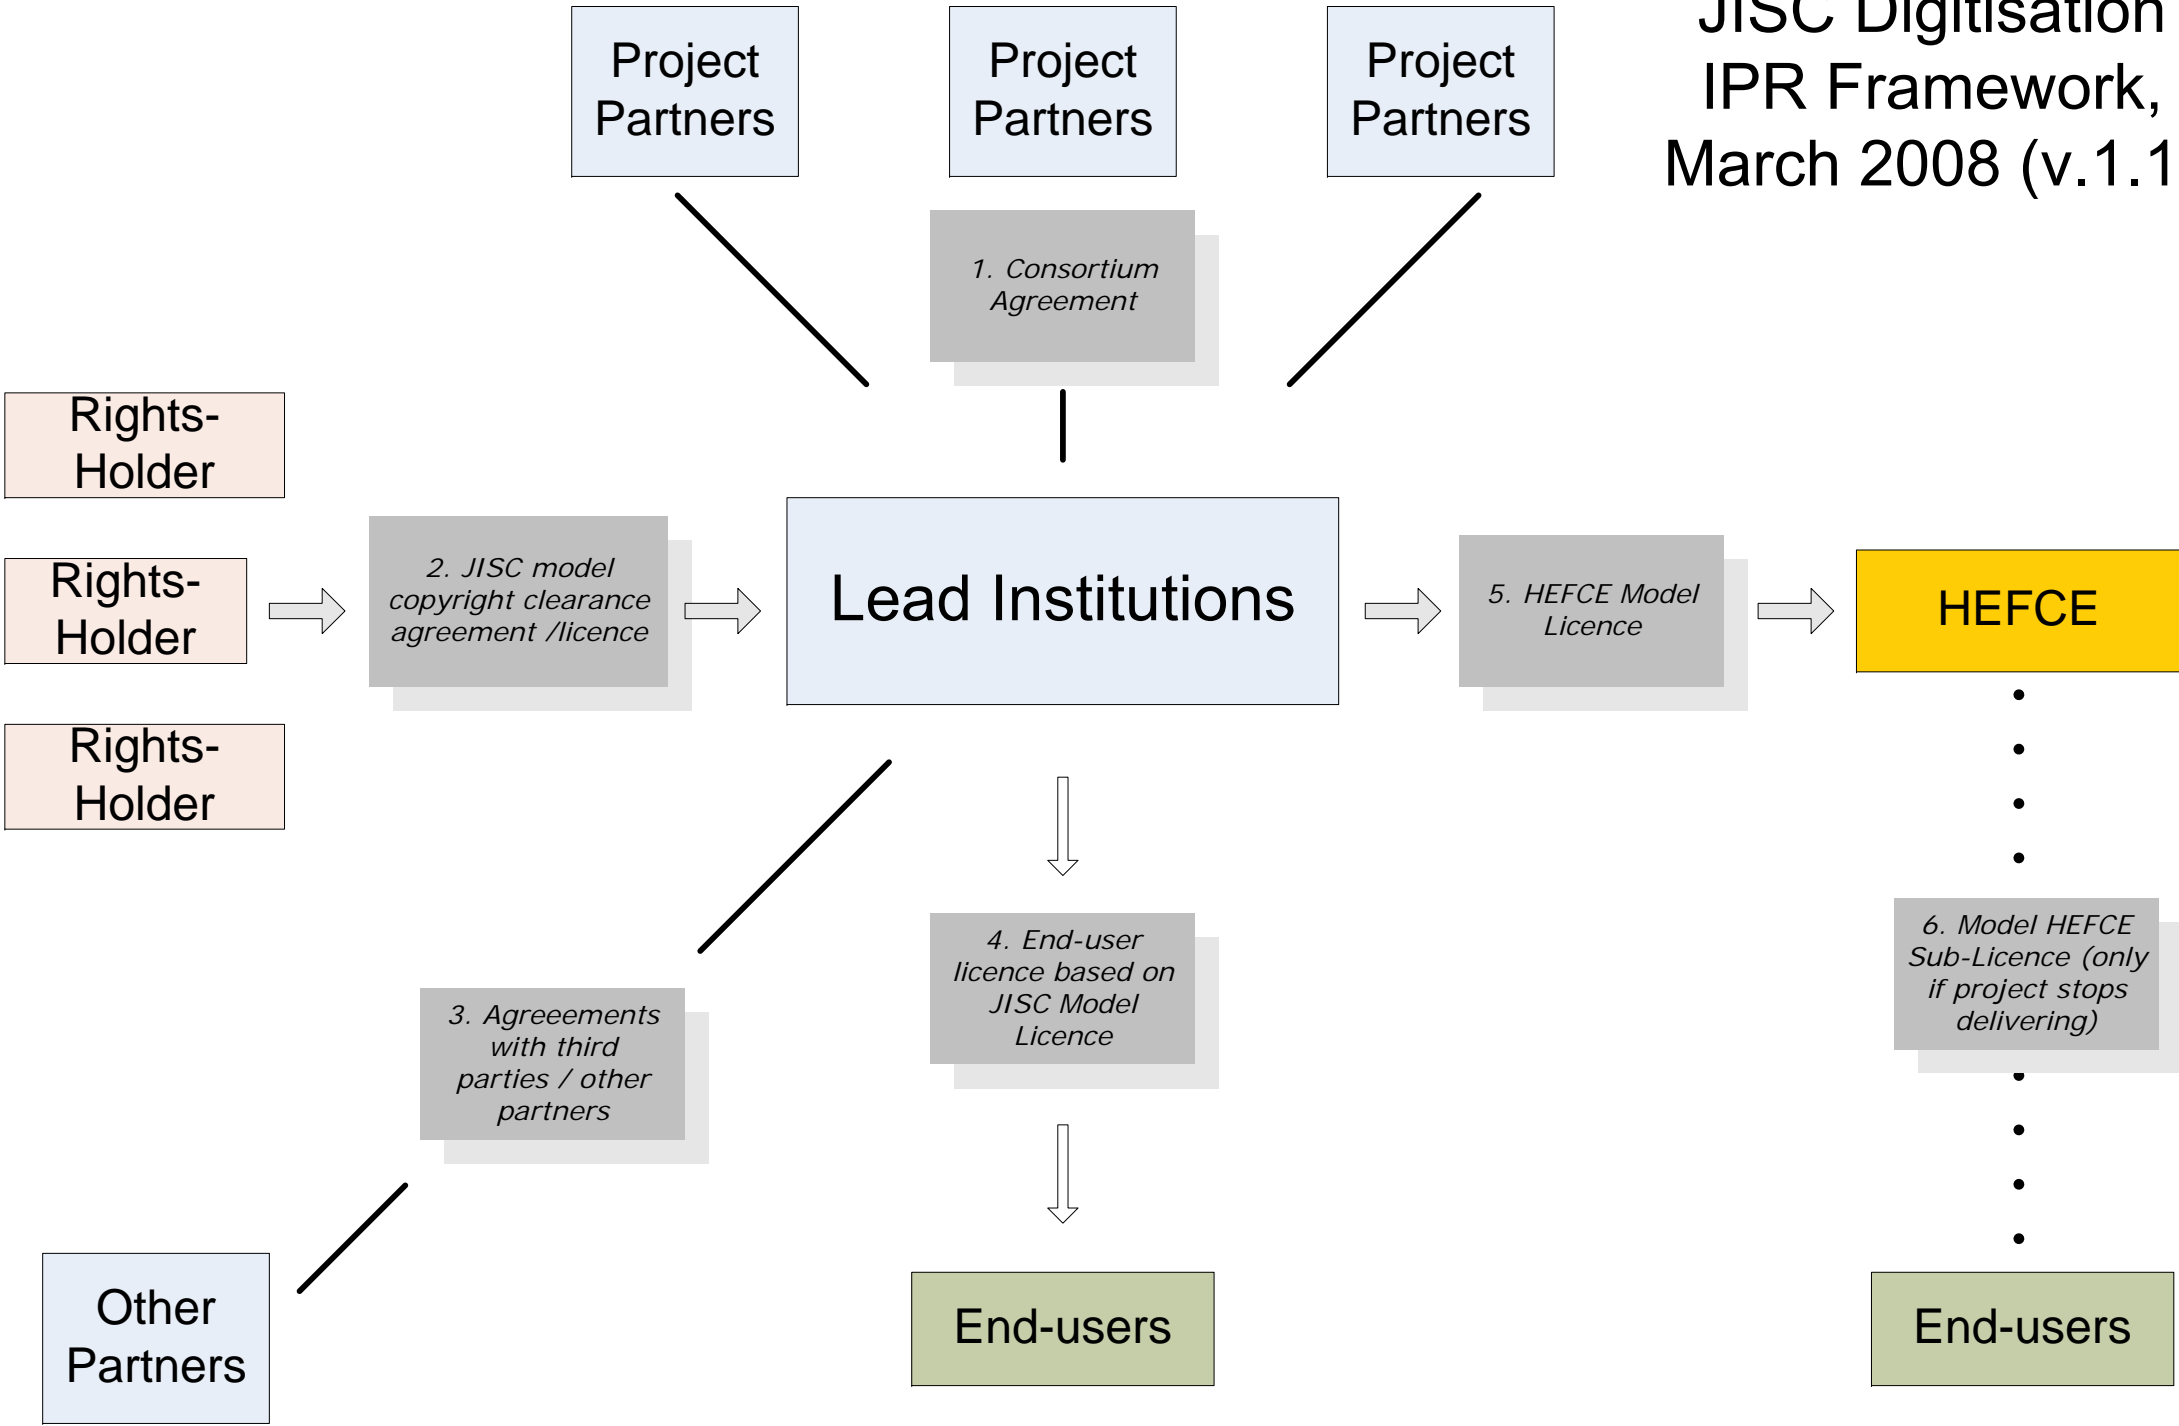 Project
Partners
Project
Partners
Project
Partners
JISC Digitisation
IPR Framework,
March 2008 (v.1.1
1. Consortium
Agreement
Rights-
Holder
Rights-
Holder
Rights-
Holder
2. JISC model
copyright clearance
agreement /licence
Lead Institutions
5. HEFCE Model
Licence
HEFCE
3. Agreeements
with third
parties / other
partners
4. End-user
licence based on
JISC Model
Licence
6. Model HEFCE
Sub-Licence (only
if project stops
delivering)
Other
Partners
End-users
End-users